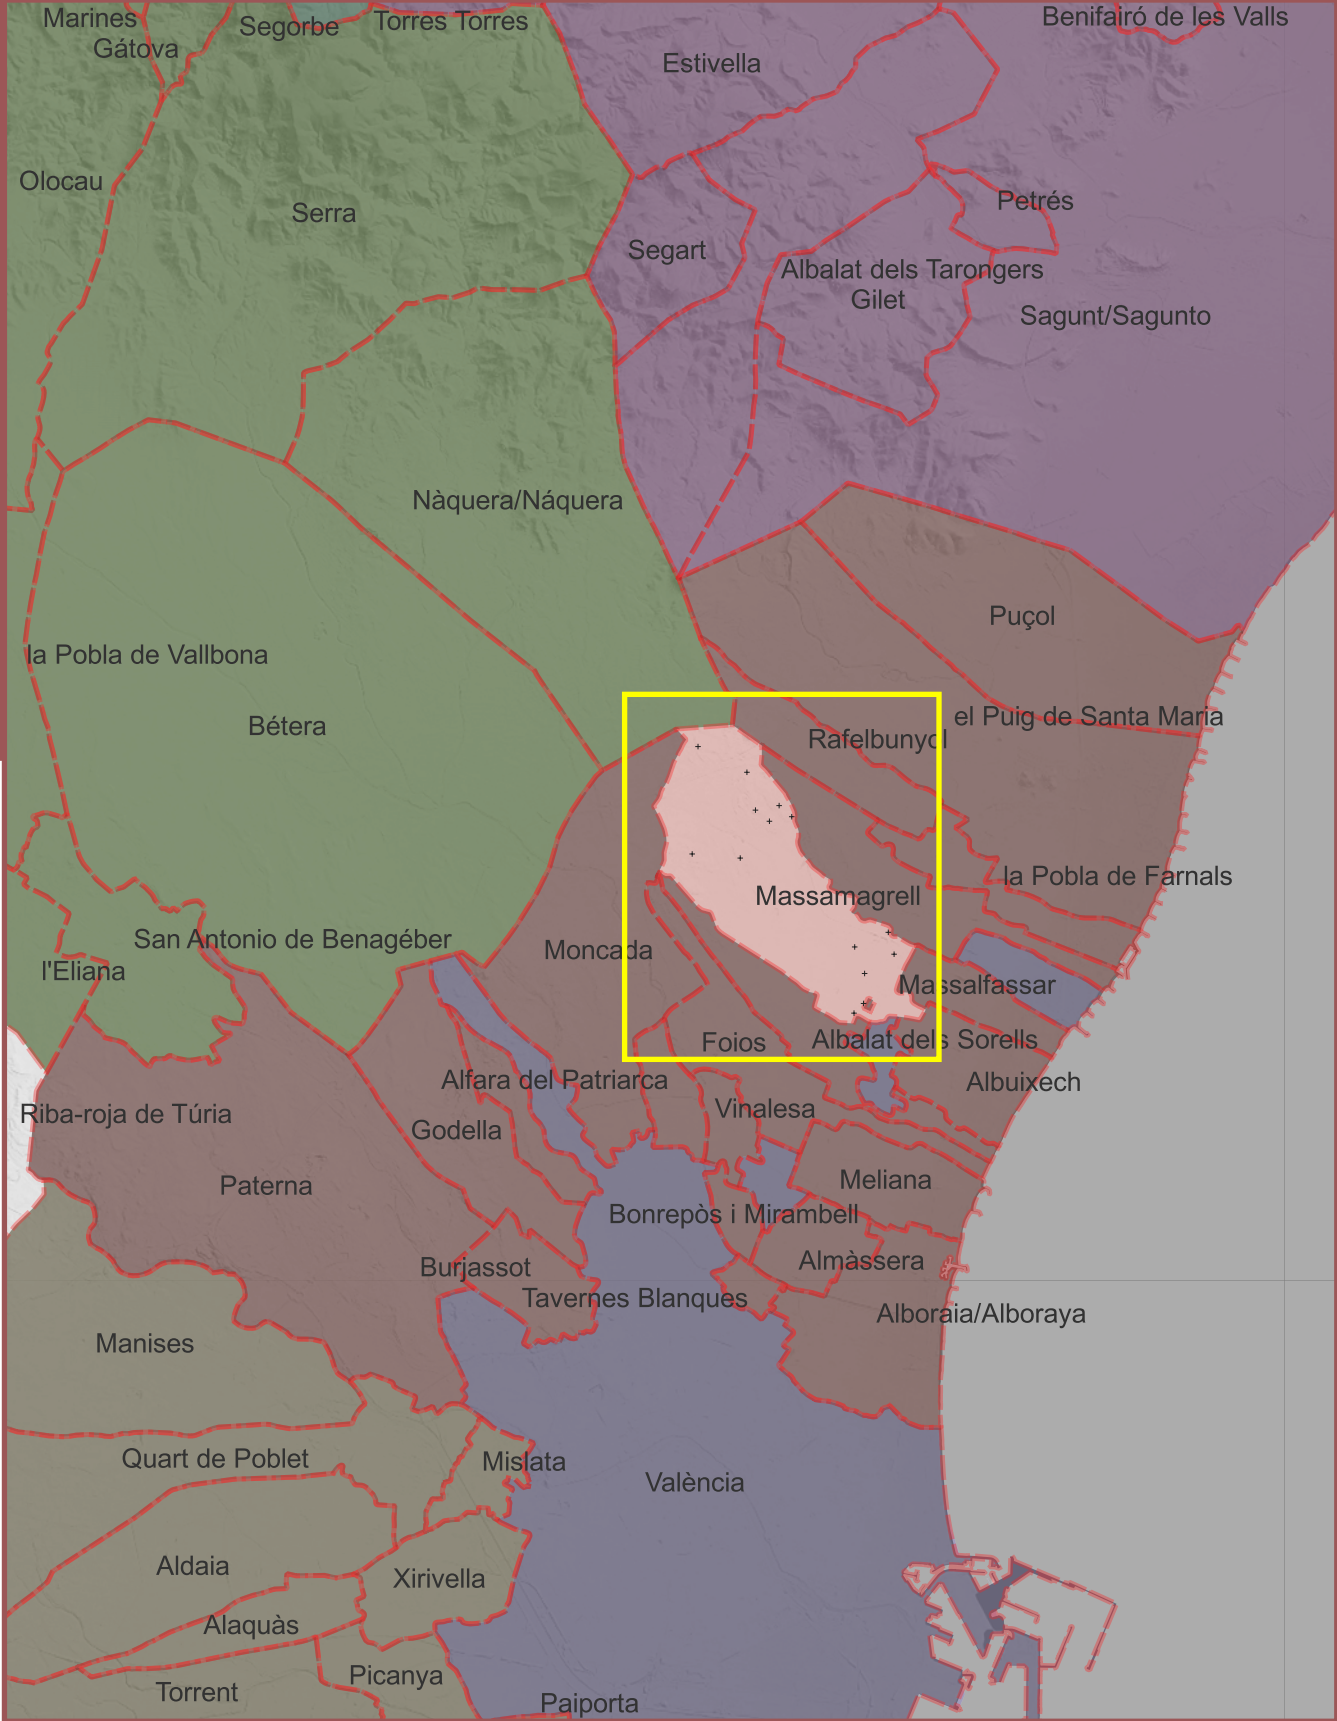 Marines
Segorbe
Torres Torres
Benifairó de les Valls
Gátova
Estivella
Olocau
Serra
Petrés
Segart
Albalat dels Tarongers
Gilet
Sagunt/Sagunto
Nàquera/Náquera
Puçol
la Pobla de Vallbona
Bétera
el Puig de Santa Maria
Rafelbunyol
la Pobla de Farnals
Massamagrell
San Antonio de Benagéber
Moncada
l'Eliana
Massalfassar
Foios
Albalat dels Sorells
Alfara del Patriarca
Albuixech
Riba-roja de Túria
Vinalesa
Godella
Paterna
Meliana
Bonrepòs i Mirambell
Burjassot
Almàssera
Tavernes Blanques
Alboraia/Alboraya
Manises
Quart de Poblet
Mislata
València
Aldaia
Xirivella
Alaquàs
Picanya
Torrent
Paiporta